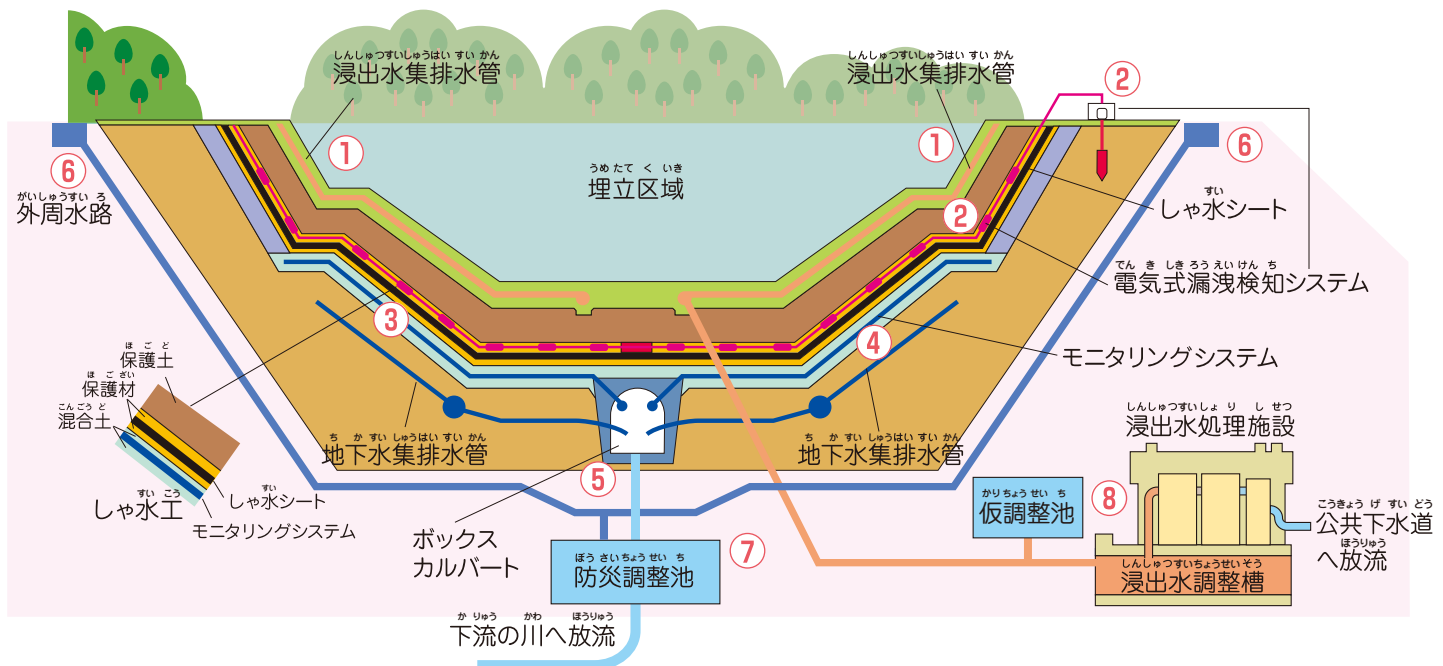 しんしゅつすいしゅうはい すい かん
浸出水集排水管
①
しんしゅつすいしゅうはい すい かん
浸出水集排水管
①
②
⑥
がいしゅうすい ろ
外周水路
うめ たて く いき
埋立区域
⑥
②
すい
しゃ水シート
でん き しき ろう えい けん ち
電気式漏洩検知システム
③
④
モニタリングシステム
ほ ご ど
保護土
ほ ご ざい
保護材
こん ごう ど
混合土
すい こう
しゃ水工
すい
しゃ水シート
モニタリングシステム
ち か すい しゅうはい すい かん
地下水集排水管
ち か すい しゅうはい すい かん
地下水集排水管
⑤
ボックス
カルバート
⑦
ぼう さいちょう せい ち
防災調整池
か りゅう かわ ほうりゅう
下流の川へ放流
かりちょう せい ち
仮調整池
⑧
しんしゅつすいしょ り し せつ
浸出水処理施設
しんしゅつすいちょうせいそう
浸出水調整槽
こうきょう げ すい どう
公共下水道
ほうりゅう
へ放流